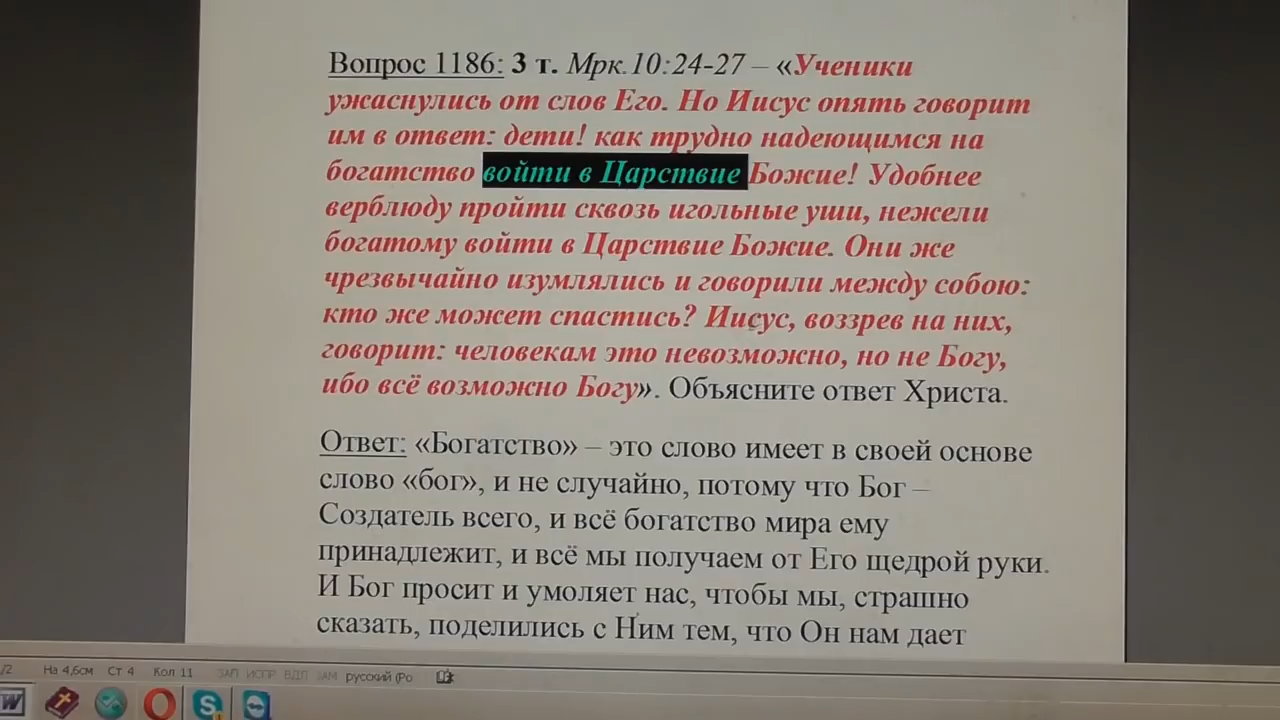 Вопрос 1186: 3 т. Мрк.10:24-27 – «Ученики
ужаснулись от слов Его. Но Иисус опять говорит
им в ответ: дети! как трудно надеющимся на
богатство войти в Царствие Божие! Удобнее
верблюду пройти сквозь игольные уши, нежели
богатому войти в Царствие Божие. Они же
чрезвычайно изумлялись и говорили между собою:
кто же может спастись? Иисус, воззрев на них,
говорит: человекам это невозможно, но не Богу,
ибо всё возможно Богу». Объясните ответ Христа.
Ответ: «Богатство» – это слово имеет в своей основе
слово «бог», и не случайно, потому что Бог –
Создатель всего, и всё богатство мира ему
принадлежит, и всё мы получаем от Его щедрой руки.
И Бог просит и умоляет нас, чтобы мы, страшно
сказать, поделились с Ним тем, что Он нам дает
/2 На 4,6см Ст 4 Кол 11 ЗАП ИСПР ВДЛ ЗАМ русский (Ро